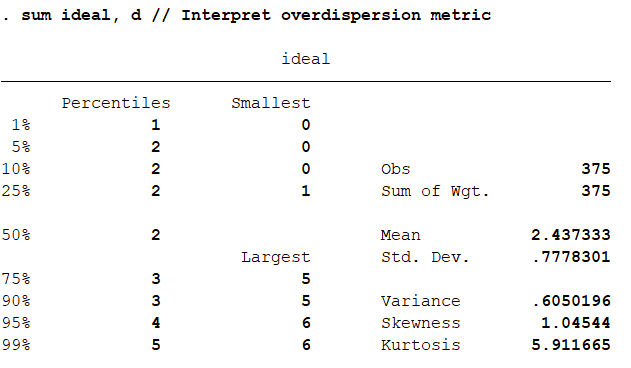 . sum ideal, d // Interpret overdispersion metric
ideal
Percentiles Smallest
1% 1 0
5% 2 0
10% 2 0 Obs 375
25% 2 1 Sum of Wgt. 375
50% 2 Mean 2.437333
Largest Std. Dev. .7778301
75% 3 5
90% 3 5 Variance .6050196
95% 4 6 Skewness 1.04544
99% 5 6 Kurtosis 5.911665